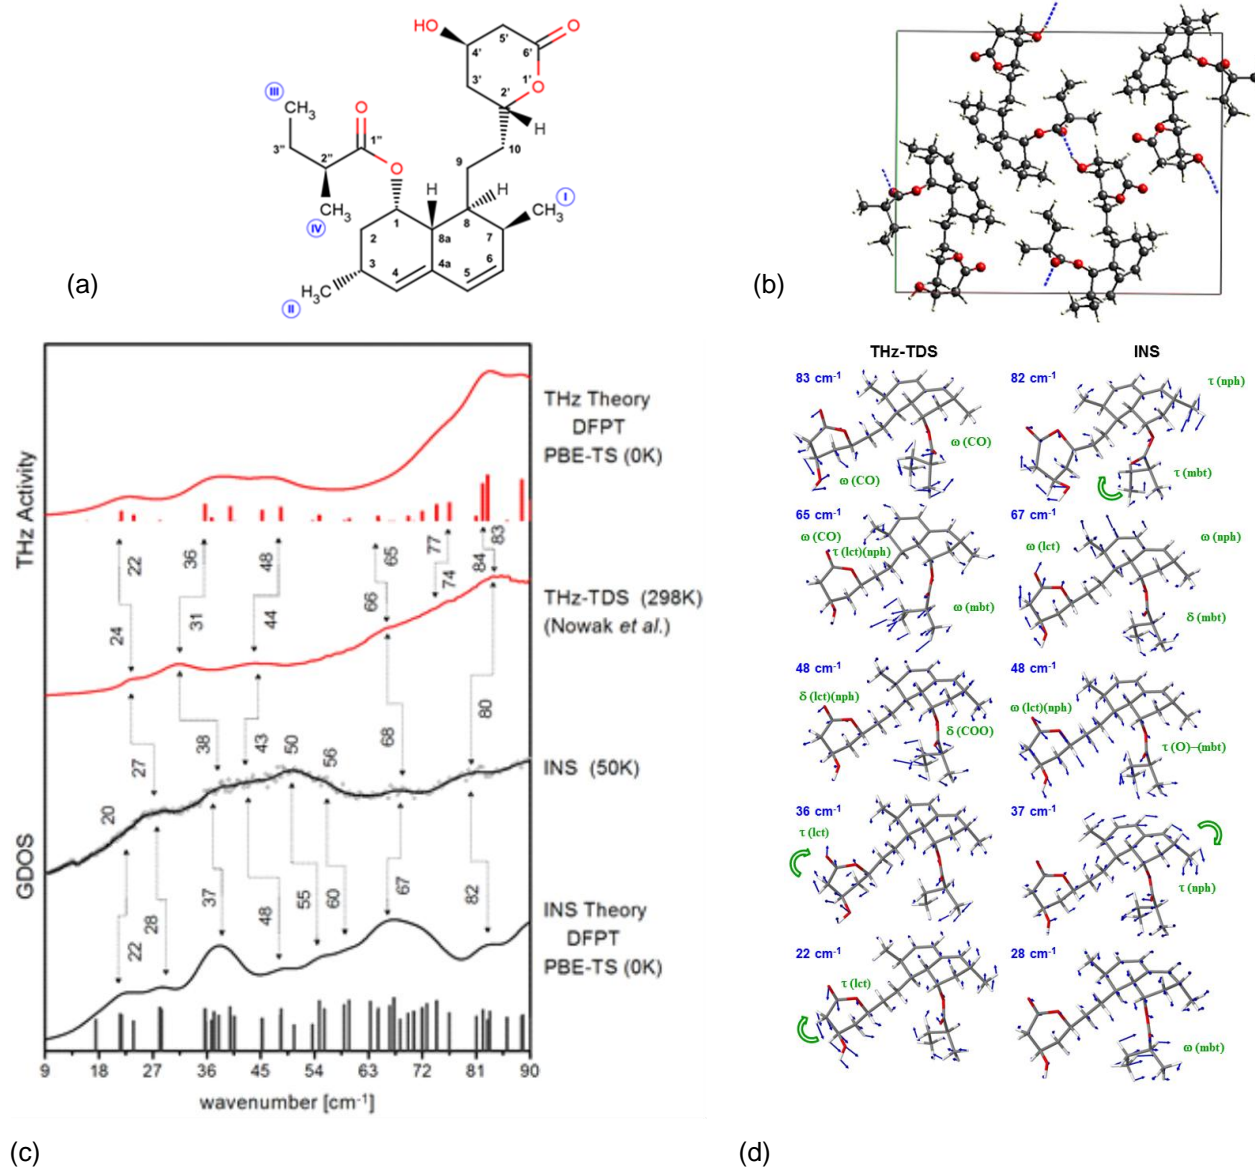 HO
O
O
O
O
H
H
H
H₃C
CH₃
CH₃
H₃C
4'
5'
6'
1'
2'
3'
10
9
8
7
6
5
4a
8a
4
3
2
1
1"
2"
3"
I
II
III
IV
(a)
(b)
THz Theory
DFPT
PBE-TS (0K)
THz Activity
22
36
48
65
77
84
83
24
31
44
66
74
THz-TDS (298K)
(Nowak et al.)
27
38
43
50
56
68
80
20
INS (50K)
GDOS
22
28
37
48
55
60
67
82
INS Theory
DFPT
PBE-TS (0K)
9 18 27 36 45 54 63 72 81 90
wavenumber [cm⁻¹]
(c)
THz-TDS INS
83 cm⁻¹ 82 cm⁻¹
τ (nph)
ω (CO)
ω (CO)
τ (mbt)
65 cm⁻¹ 67 cm⁻¹
ω (CO)
τ (lct)(nph)
ω (mbt)
ω (lct)
ω (nph)
δ (mbt)
48 cm⁻¹ 48 cm⁻¹
δ (lct)(nph)
δ (COO)
ω (lct)(nph)
τ (O)–(mbt)
36 cm⁻¹ 37 cm⁻¹
τ (lct)
τ (nph)
22 cm⁻¹ 28 cm⁻¹
τ (lct)
ω (mbt)
(d)